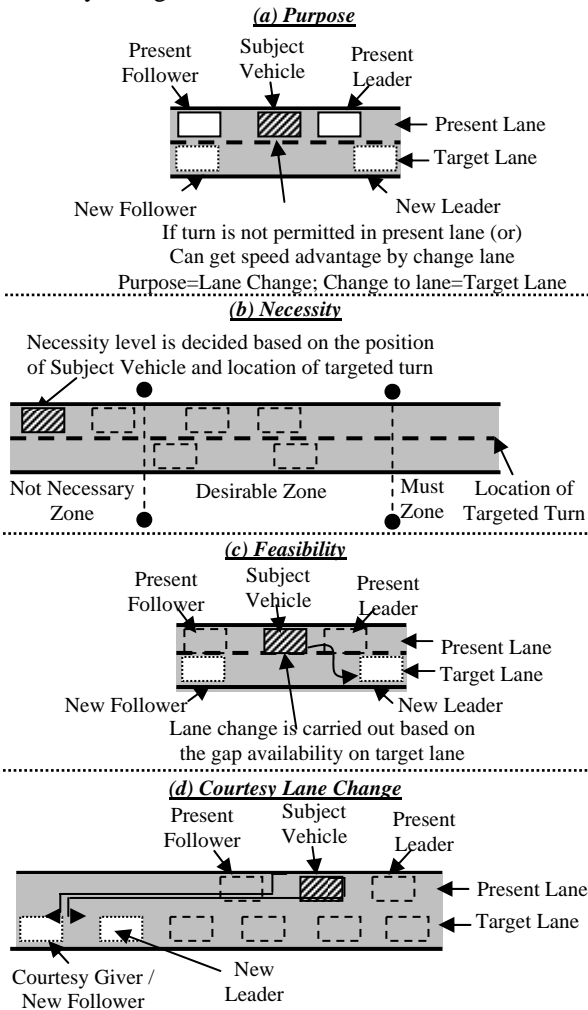 (a) Purpose
Present Follower
Subject Vehicle
Present Leader
Present Lane
Target Lane
New Follower
New Leader
If turn is not permitted in present lane (or)
Can get speed advantage by change lane
Purpose=Lane Change; Change to lane=Target Lane
(b) Necessity
Necessity level is decided based on the position
of Subject Vehicle and location of targeted turn
Not Necessary Zone
Desirable Zone
Must Zone
Location of Targeted Turn
(c) Feasibility
Present Follower
Subject Vehicle
Present Leader
Present Lane
Target Lane
New Follower
New Leader
Lane change is carried out based on
the gap availability on target lane
(d) Courtesy Lane Change
Present Follower
Subject Vehicle
Present Leader
Present Lane
Target Lane
Courtesy Giver /
New Follower
New Leader